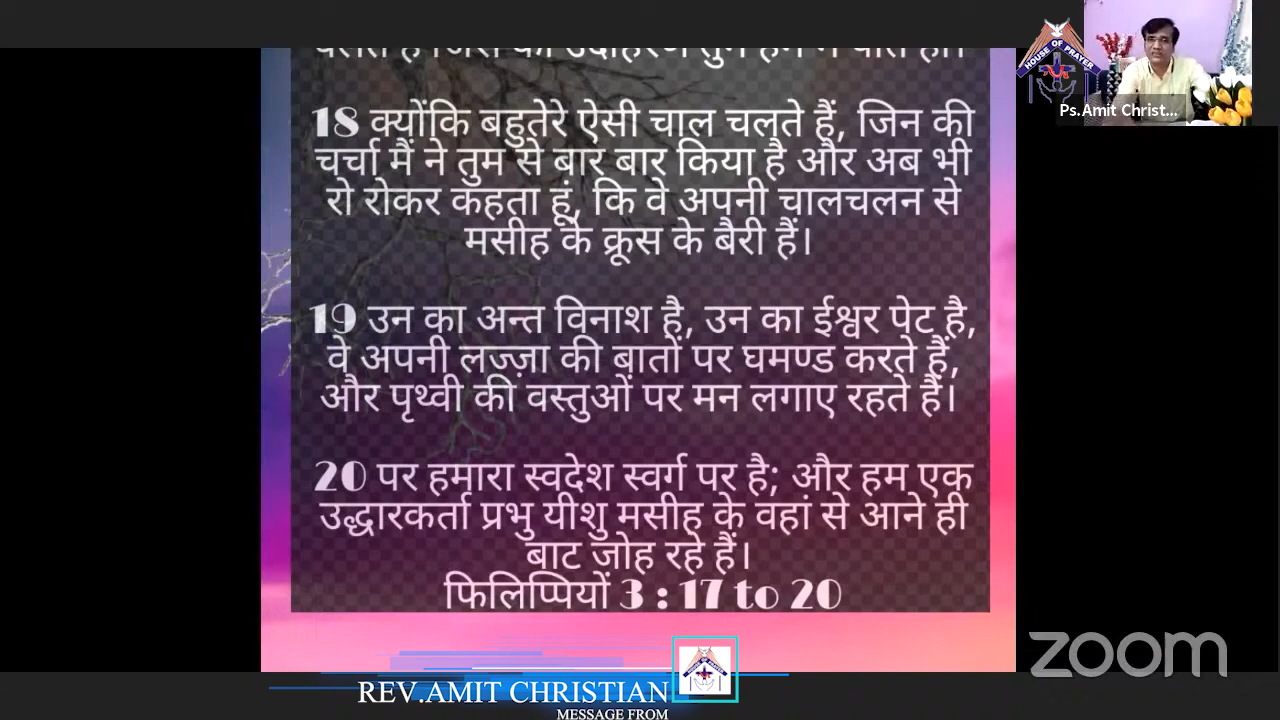 18 क्योंकि बहुतेरे ऐसी चाल चलते हैं, जिन की
चर्चा मैं ने तुम से बार बार किया है और अब भी
रो रोकर कहता हूं, कि वे अपनी चालचलन से
मसीह के क्रूस के बैरी हैं।
19 उन का अन्त विनाश है, उन का ईश्वर पेट है,
वे अपनी लज्ज़ा की बातों पर घमण्ड करते हैं,
और पृथ्वी की वस्तुओं पर मन लगाए रहते हैं।
20 पर हमारा स्वदेश स्वर्ग पर है; और हम एक
उद्धारकर्ता प्रभु यीशु मसीह के वहां से आने ही
बाट जोह रहे हैं।
फिलिप्पियों 3 : 17 to 20
HOUSE OF PRAYER
Ps.Amit Christ...
zoom
REV.AMIT CHRISTIAN
MESSAGE FROM